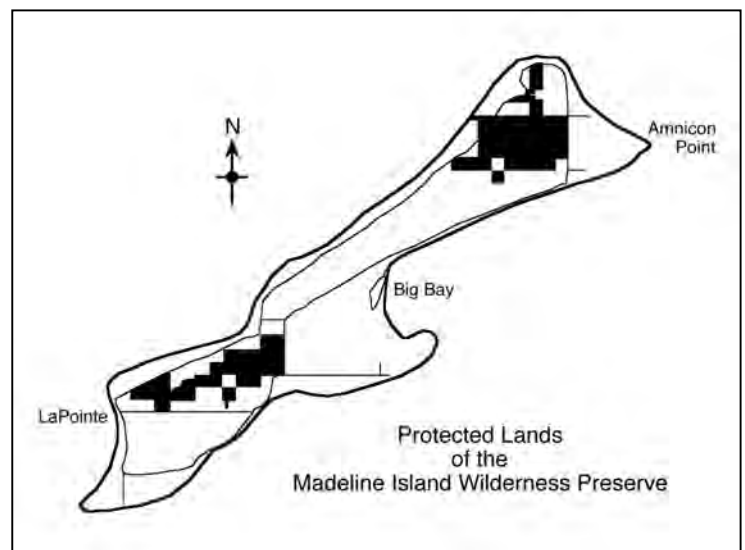 N
Amnicon
Point
Big Bay
LaPointe
Protected Lands
of the
Madeline Island Wilderness Preserve